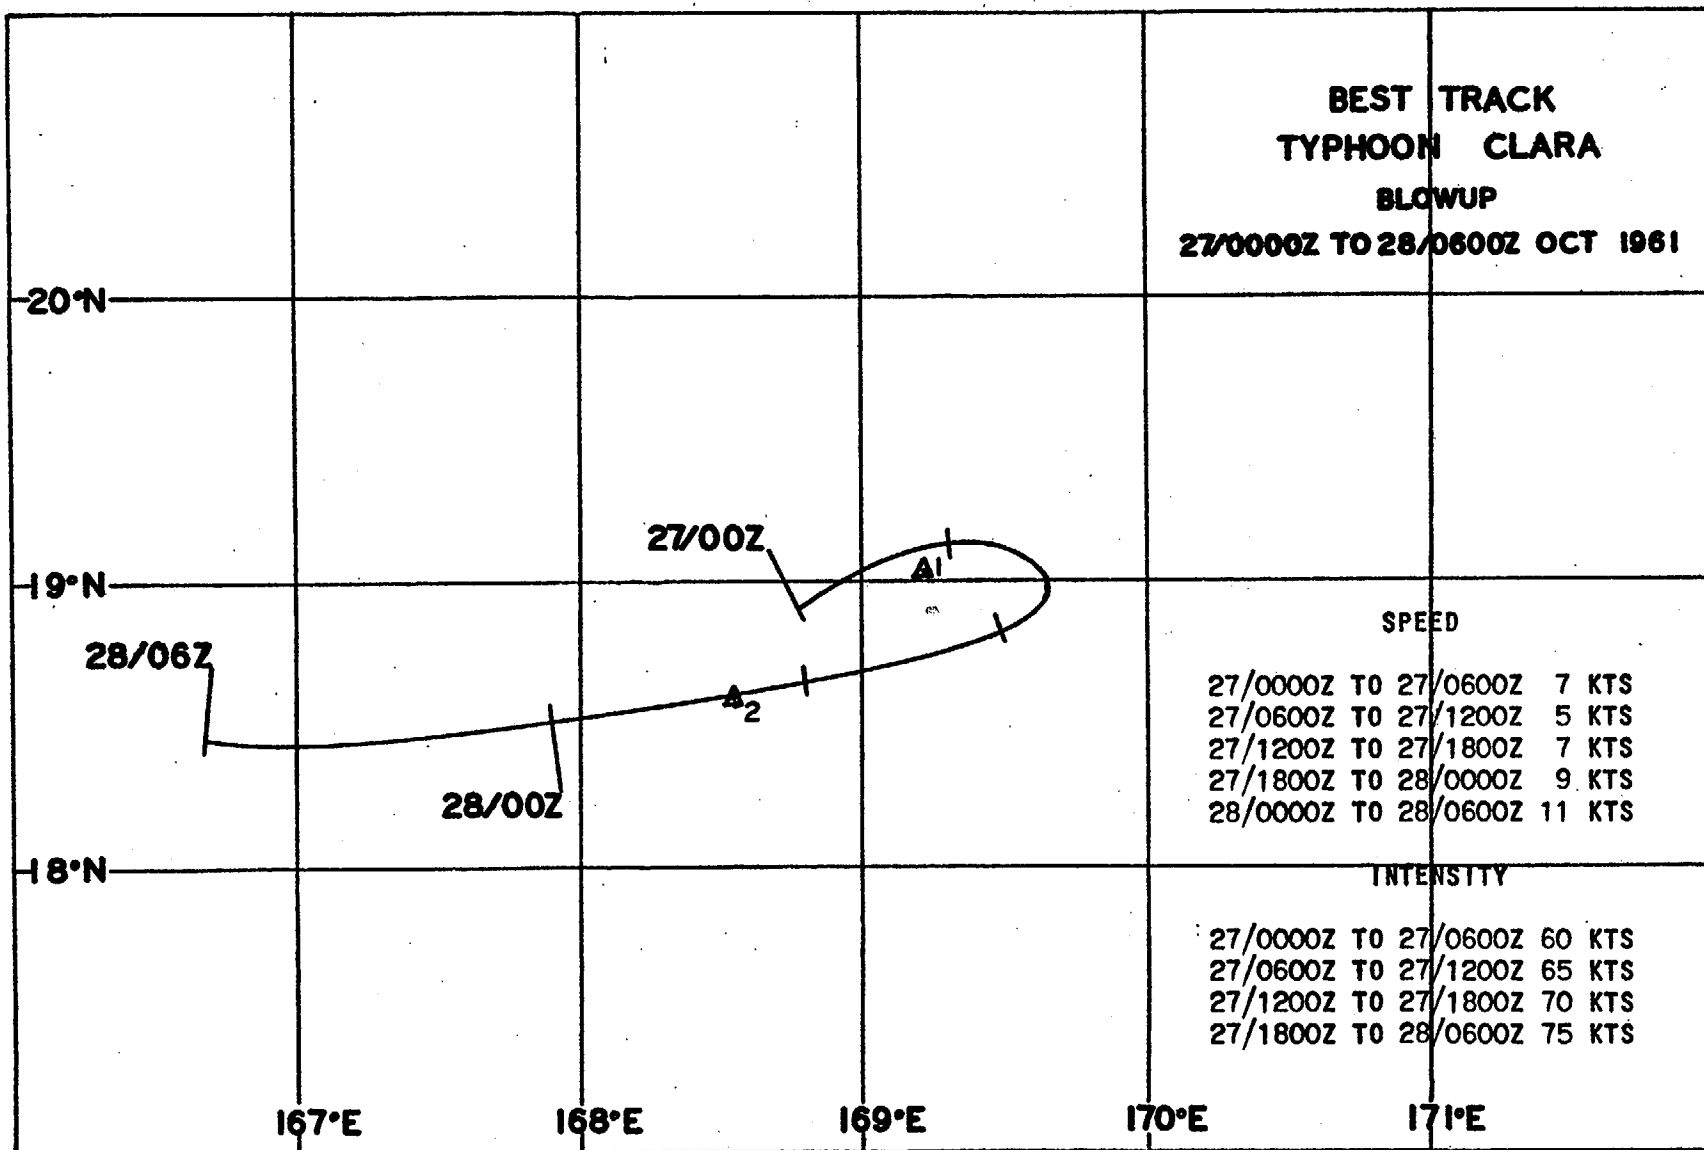 BEST TRACK
TYPHOON CLARA
BLOWUP
27/0000Z TO 28/0600Z OCT 1961
20°N
27/00Z
1
19°N
SPEED
28/06Z
27/0000Z TO 27/0600Z 7 KTS
27/0600Z TO 27/1200Z 5 KTS
27/1200Z TO 27/1800Z 7 KTS
27/1800Z TO 28/0000Z 9 KTS
28/0000Z TO 28/0600Z 11 KTS
2
28/00Z
18°N
INTENSITY
27/0000Z TO 27/0600Z 60 KTS
27/0600Z TO 27/1200Z 65 KTS
27/1200Z TO 27/1800Z 70 KTS
27/1800Z TO 28/0600Z 75 KTS
167°E 168°E 169°E 170°E 171°E